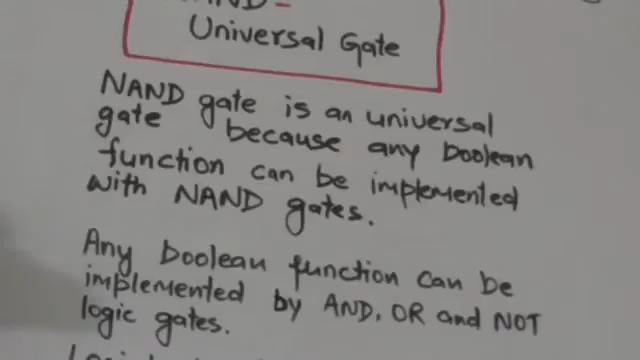 NAND -
Universal Gate
NAND gate is an universal
gate because any boolean
function can be implemented
with NAND gates.
Any boolean function can be
implemented by AND, OR and NOT
logic gates.